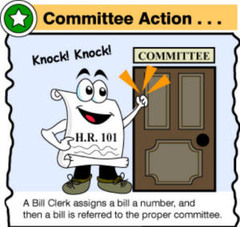 Committee Action . . .
Knock! Knock!
COMMITTEE
H.R. 101
A Bill Clerk assigns a bill a number, and
then a bill is referred to the proper committee.